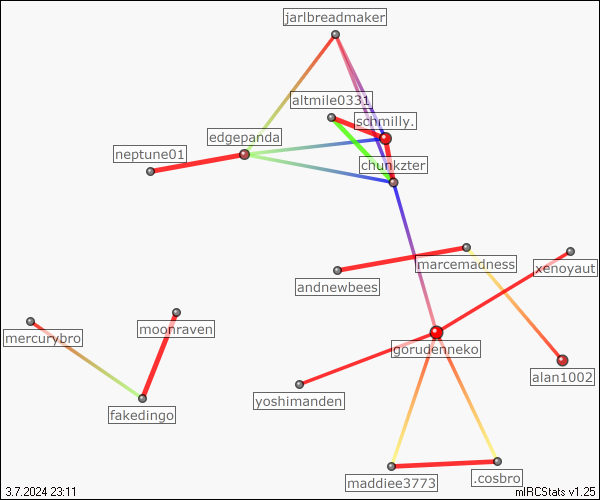 jarlbreadmaker
altmile0331
schmilly.
edgepanda
neptune01
chunkzter
marcemadness
xenoyaut
andnewbees
moonraven
mercurybro
gorudenneko
alan1002
yoshimanden
fakedingo
maddiee3773
.cosbro
3.7.2024 23:11
mIRCStats v1.25